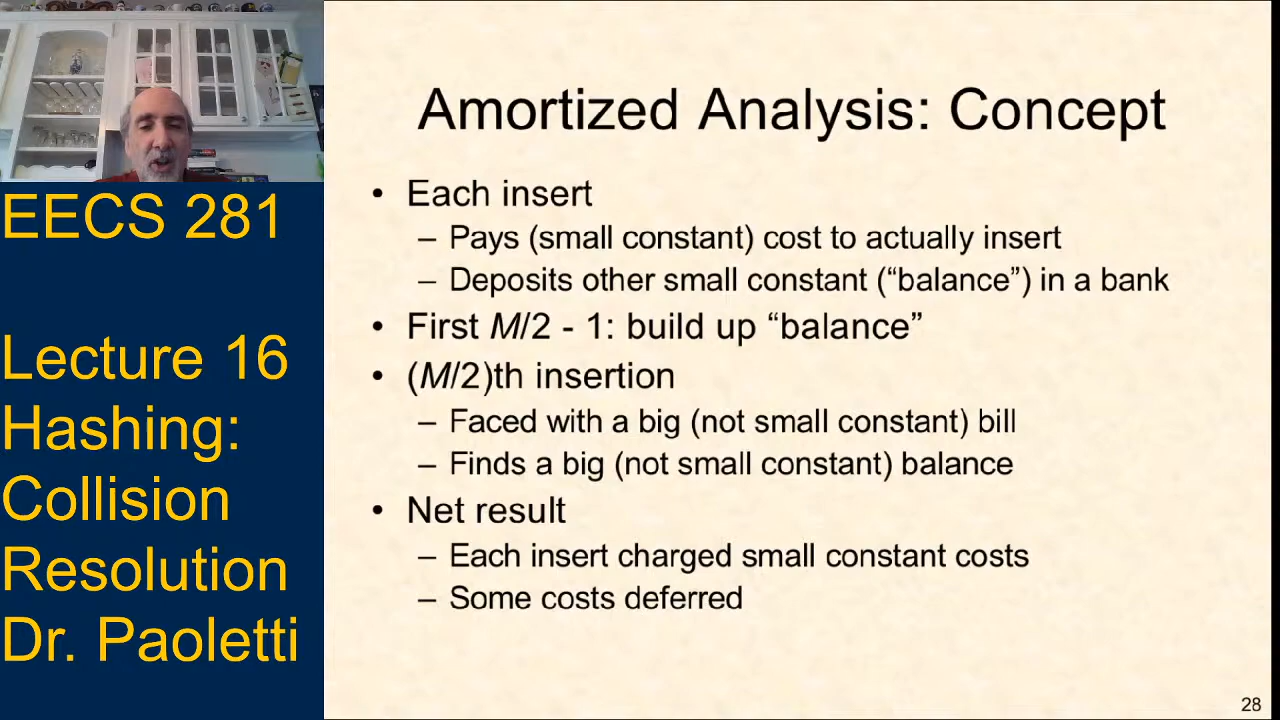 EECS 281
Lecture 16
Hashing:
Collision
Resolution
Dr. Paoletti
Amortized Analysis: Concept
• Each insert
– Pays (small constant) cost to actually insert
– Deposits other small constant (“balance”) in a bank
• First M/2 - 1: build up “balance”
• (M/2)th insertion
– Faced with a big (not small constant) bill
– Finds a big (not small constant) balance
• Net result
– Each insert charged small constant costs
– Some costs deferred
28